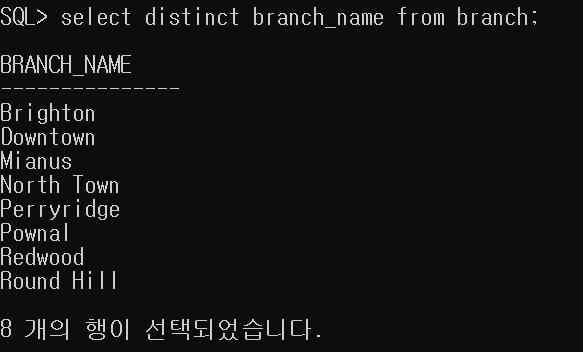 SQL> select distinct branch_name from branch;
BRANCH_NAME
---------------
Brighton
Downtown
Mianus
North Town
Perryridge
Pownal
Redwood
Round Hill
8 개의 행이 선택되었습니다.